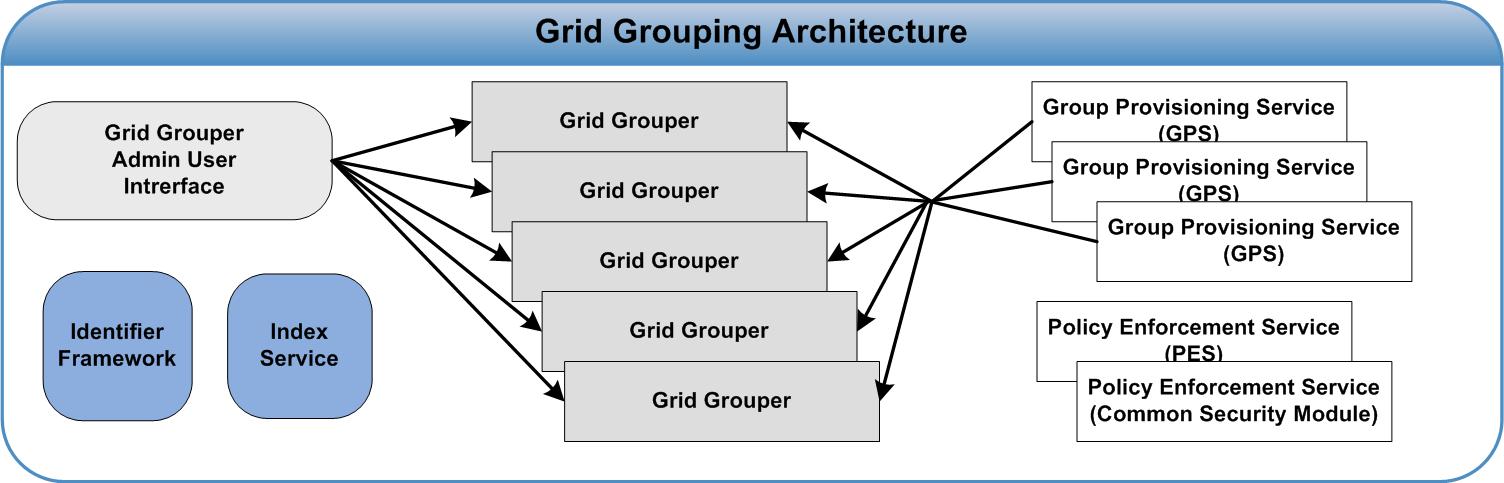 Grid Grouping Architecture
Grid Grouper
Admin User
Intrerface
Identifier
Framework
Index
Service
Grid Grouper
Grid Grouper
Grid Grouper
Grid Grouper
Grid Grouper
Group Provisioning Service
(GPS)
Group Provisioning Service
(GPS)
Group Provisioning Service
(GPS)
Policy Enforcement Service
(PES)
Policy Enforcement Service
(Common Security Module)